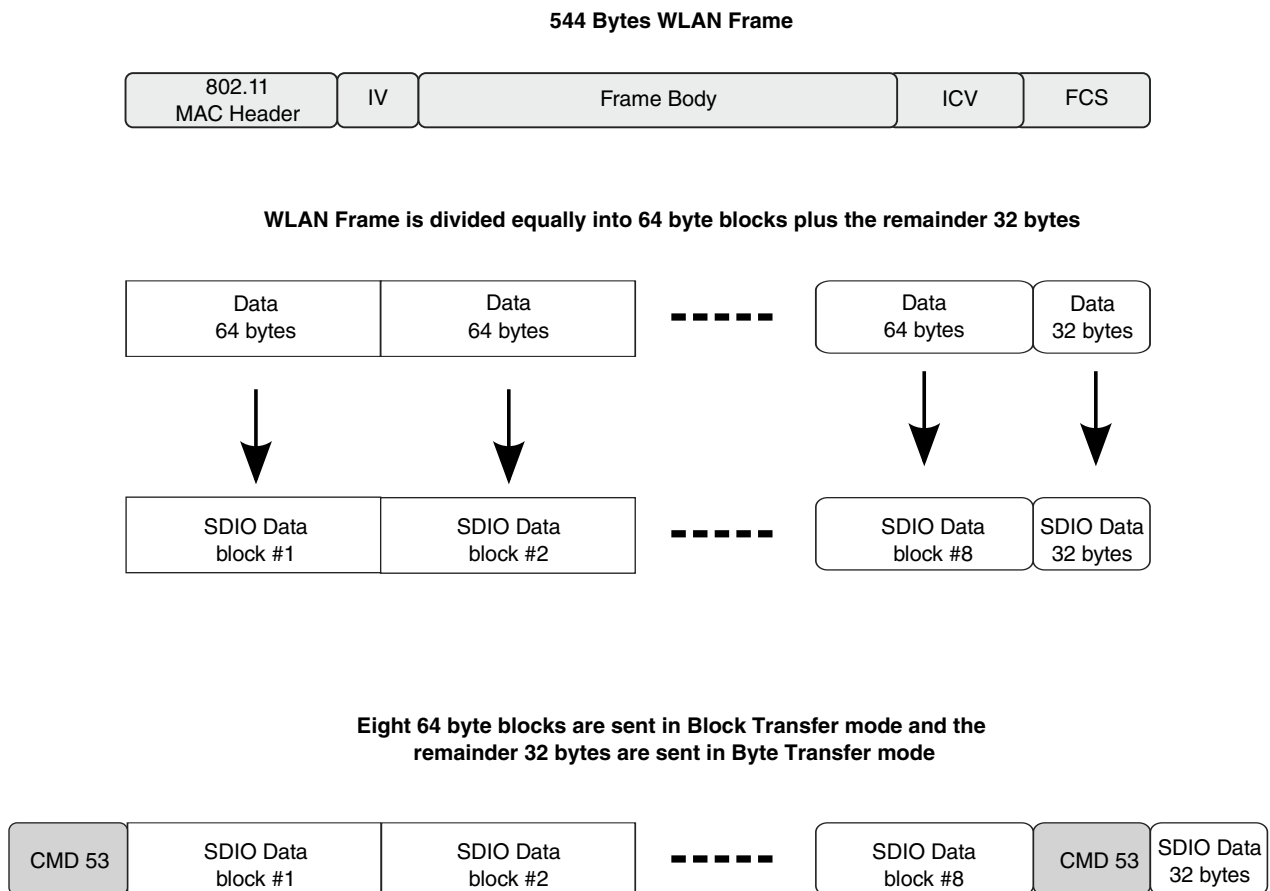 544 Bytes WLAN Frame
802.11
MAC Header
IV
Frame Body
ICV
FCS
WLAN Frame is divided equally into 64 byte blocks plus the remainder 32 bytes
Data
64 bytes
Data
64 bytes
Data
64 bytes
Data
32 bytes
SDIO Data
block #1
SDIO Data
block #2
SDIO Data
block #8
SDIO Data
32 bytes
Eight 64 byte blocks are sent in Block Transfer mode and the
remainder 32 bytes are sent in Byte Transfer mode
CMD 53
SDIO Data
block #1
SDIO Data
block #2
SDIO Data
block #8
CMD 53
SDIO Data
32 bytes